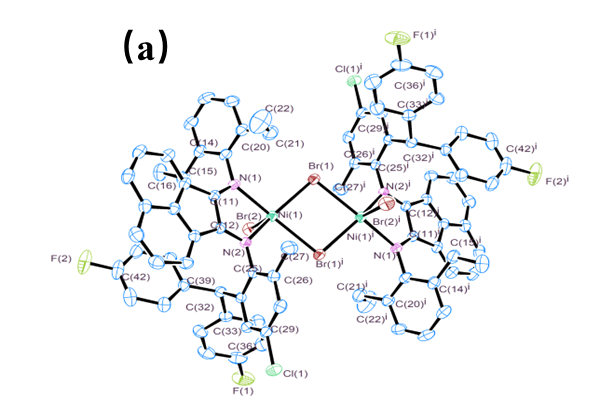 (a)
F(1)ⁱ
Cl(1)ⁱ
C(36)ⁱ
C(33)ⁱ
C(22)
C(29)ⁱ
C(14)
C(20)
C(21)
C(32)ⁱ
C(42)ⁱ
C(26)ⁱ
C(15)
Br(1)
C(25)ⁱ
F(2)ⁱ
C(16)
N(1)
C(27)ⁱ
N(2)ⁱ
C(11)
C(12)ⁱ
Br(2)
Ni(1)
Br(2)ⁱ
C(12)
Ni(1)ⁱ
C(11)ⁱ
C(15)ⁱ
N(2)
C(27)
Br(1)ⁱ
N(1)ⁱ
F(2)
C(42)
C(39)
C(25)
C(26)
C(21)ⁱ
C(14)ⁱ
C(32)
C(20)ⁱ
C(22)ⁱ
C(33)
C(29)
C(36)
Cl(1)
F(1)